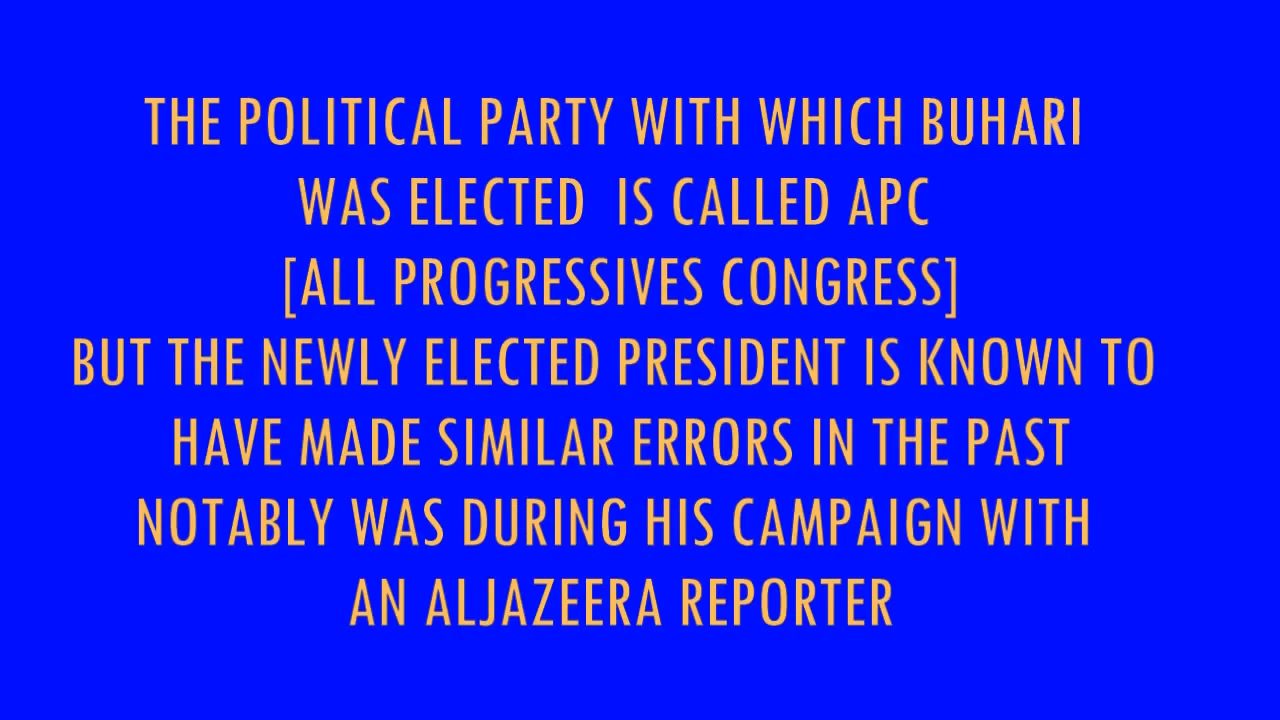 THE POLITICAL PARTY WITH WHICH BUHARI
WAS ELECTED  IS CALLED APC
[ALL PROGRESSIVES CONGRESS]
BUT THE NEWLY ELECTED PRESIDENT IS KNOWN TO
HAVE MADE SIMILAR ERRORS IN THE PAST
NOTABLY WAS DURING HIS CAMPAIGN WITH
AN ALJAZEERA REPORTER